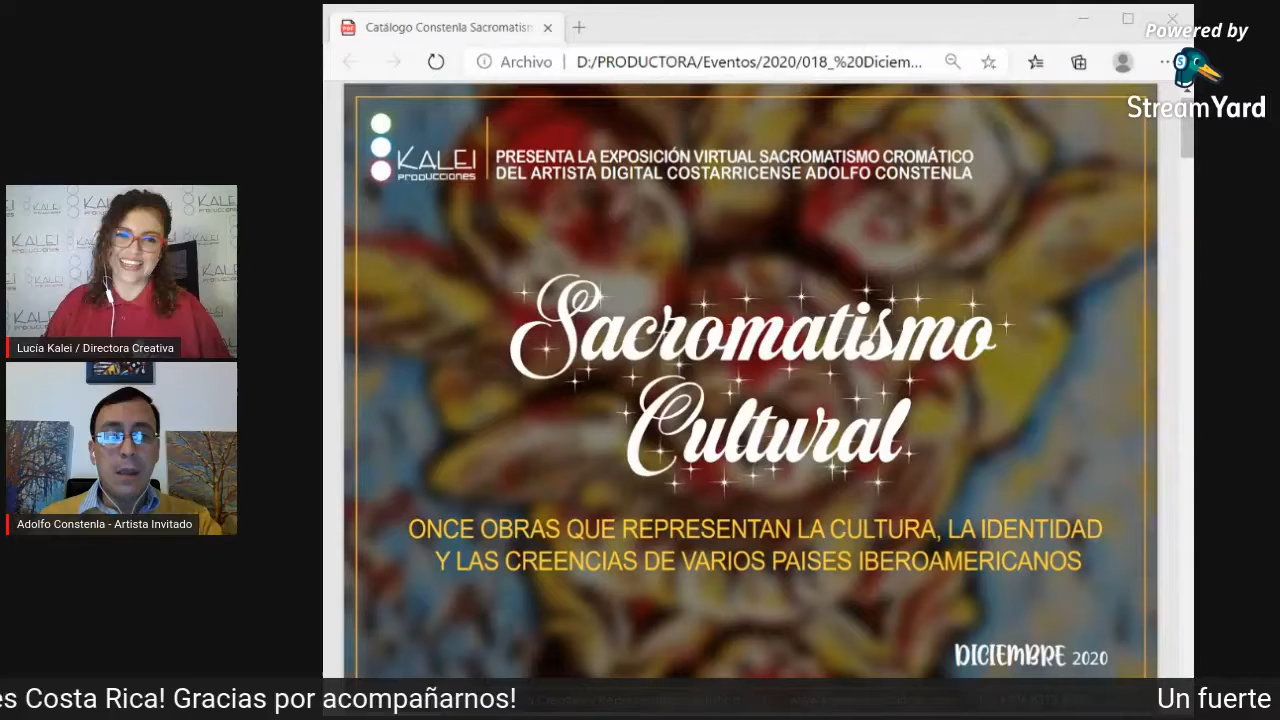 Catálogo Constenla Sacromatism
Archivo
D:/PRODUCTORA/Eventos/2020/018_%20Diciem...
Powered by
StreamYard
KALEI
PRODUCCIONES
PRESENTA LA EXPOSICIÓN VIRTUAL SACROMATISMO CROMÁTICO
DEL ARTISTA DIGITAL COSTARRICENSE ADOLFO CONSTENLA
Sacromatismo
Cultural
ONCE OBRAS QUE REPRESENTAN LA CULTURA, LA IDENTIDAD
Y LAS CREENCIAS DE VARIOS PAISES IBEROAMERICANOS
DICIEMBRE 2020
KALEI
Lucía Kalei / Directora Creativa
Adolfo Constenla - Artista Invitado
es Costa Rica! Gracias por acompañarnos!
Un fuerte